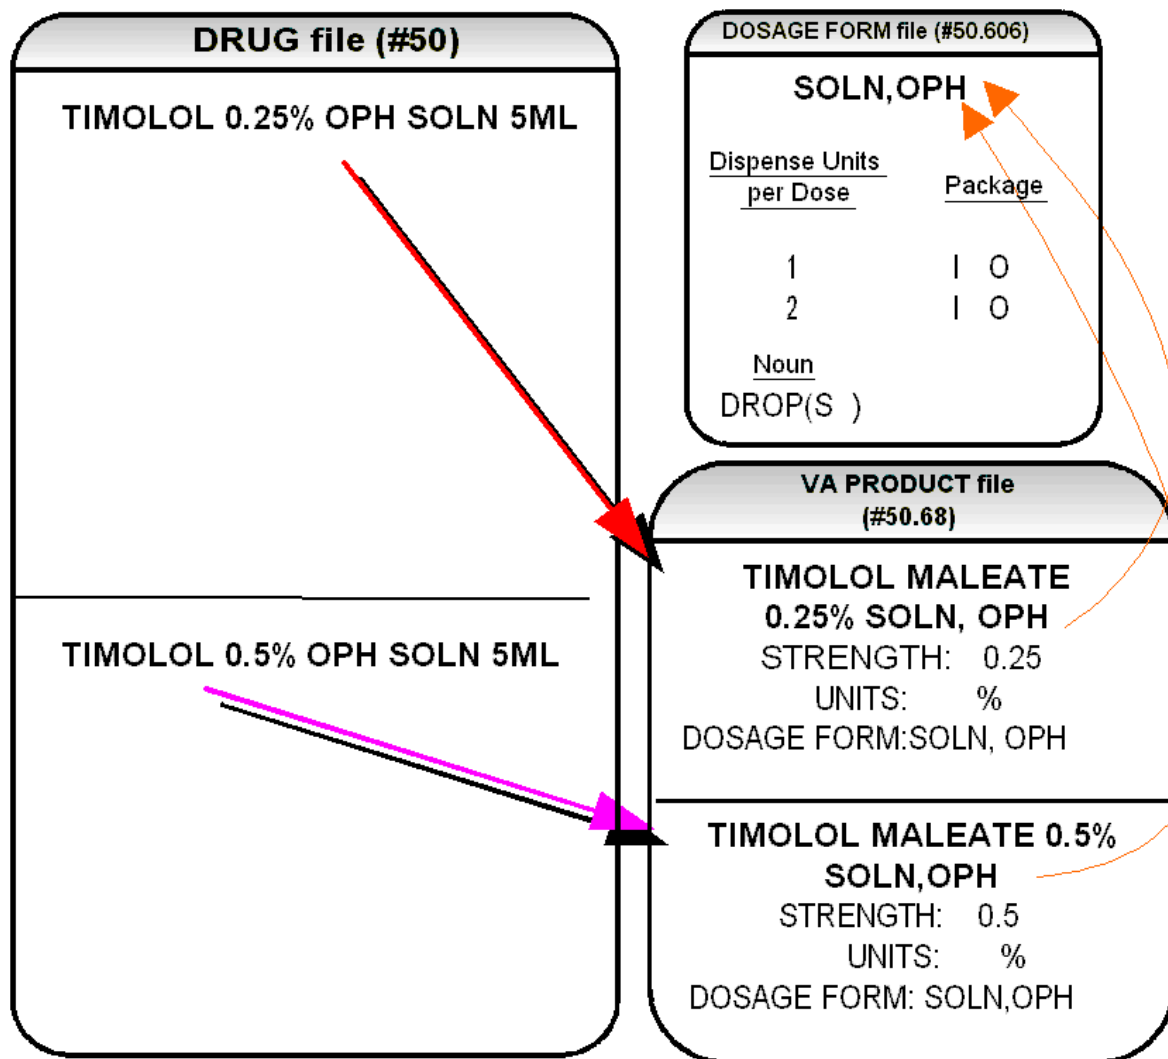 DRUG file (#50)
TIMOLOL 0.25% OPH SOLN 5ML
TIMOLOL 0.5% OPH SOLN 5ML
DOSAGE FORM file (#50.606)
SOLN,OPH
Dispense Units
per Dose
Package
1 I O
2 I O
Noun
DROP(S )
VA PRODUCT file
(#50.68)
TIMOLOL MALEATE
0.25% SOLN, OPH
STRENGTH: 0.25
UNITS: %
DOSAGE FORM:SOLN, OPH
TIMOLOL MALEATE 0.5%
SOLN,OPH
STRENGTH: 0.5
UNITS: %
DOSAGE FORM: SOLN,OPH